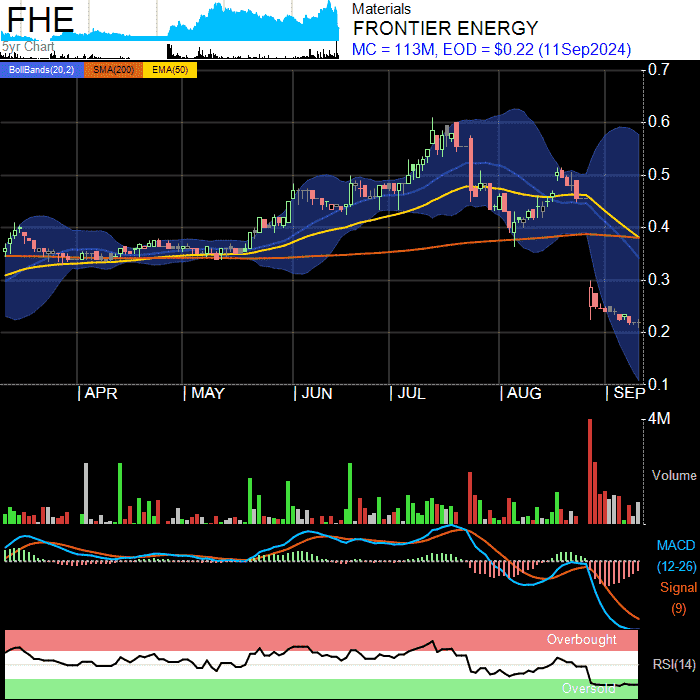 FHE
5yr Chart
Materials
FRONTIER ENERGY
MC = 113M, EOD = $0.22 (11Sep2024)
BollBands(20,2) SMA(200) EMA(50)
0.7
0.6
0.5
0.4
0.3
0.2
0.1
APR MAY JUN JUL AUG SEP
4M
Volume
MACD
(12-26)
Signal
(9)
Overbought
RSI(14)
Oversold